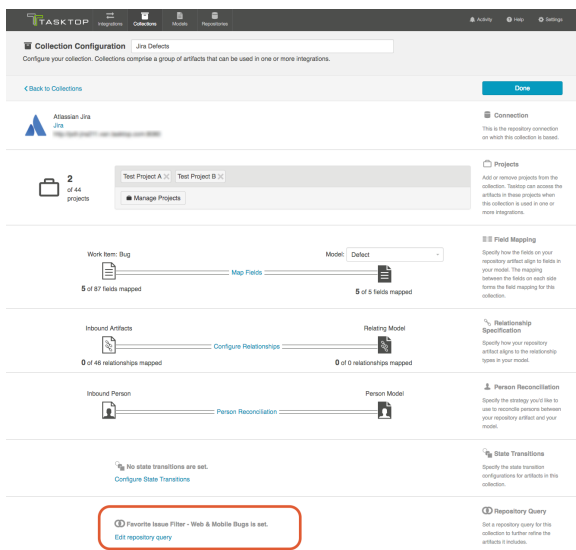 TASKTOP
Integrations
Collections
Models
Repositories
Activity
Help
Settings
Collection Configuration
Jira Defects
Configure your collection. Collections comprise a group of artifacts that can be used in one or more integrations.
Back to Collections
Done
Atlassian Jira
Jira
Connection
This is the repository connection
on which this collection is based.
2
of 44
projects
Test Project A
Test Project B
Manage Projects
Projects
Add or remove projects from the
collection. Tasktop can access the
artifacts in these projects when
this collection is used in one or
more integrations.
Work Item: Bug
Model: Defect
Map Fields
5 of 87 fields mapped
5 of 5 fields mapped
Field Mapping
Specify how the fields on your
repository artifact align to fields in
your model. The mapping
between the fields on each side
forms the field mapping for this
collection.
Inbound Artifacts
Relating Model
Configure Relationships
0 of 46 relationships mapped
0 of 0 relationships mapped
Relationship
Specification
Specify how your repository
artifact aligns to the relationship
types in your model.
Inbound Person
Person Model
Person Reconciliation
Person Reconciliation
Specify the strategy you'd like to
use to reconcile persons between
your repository artifact and your
model.
No state transitions are set.
Configure State Transitions
State Transitions
Specify the state transition
configurations for artifacts in this
collection.
Favorite Issue Filter - Web & Mobile Bugs is set.
Edit repository query
Repository Query
Set a repository query for this
collection to further refine the
artifacts it includes.